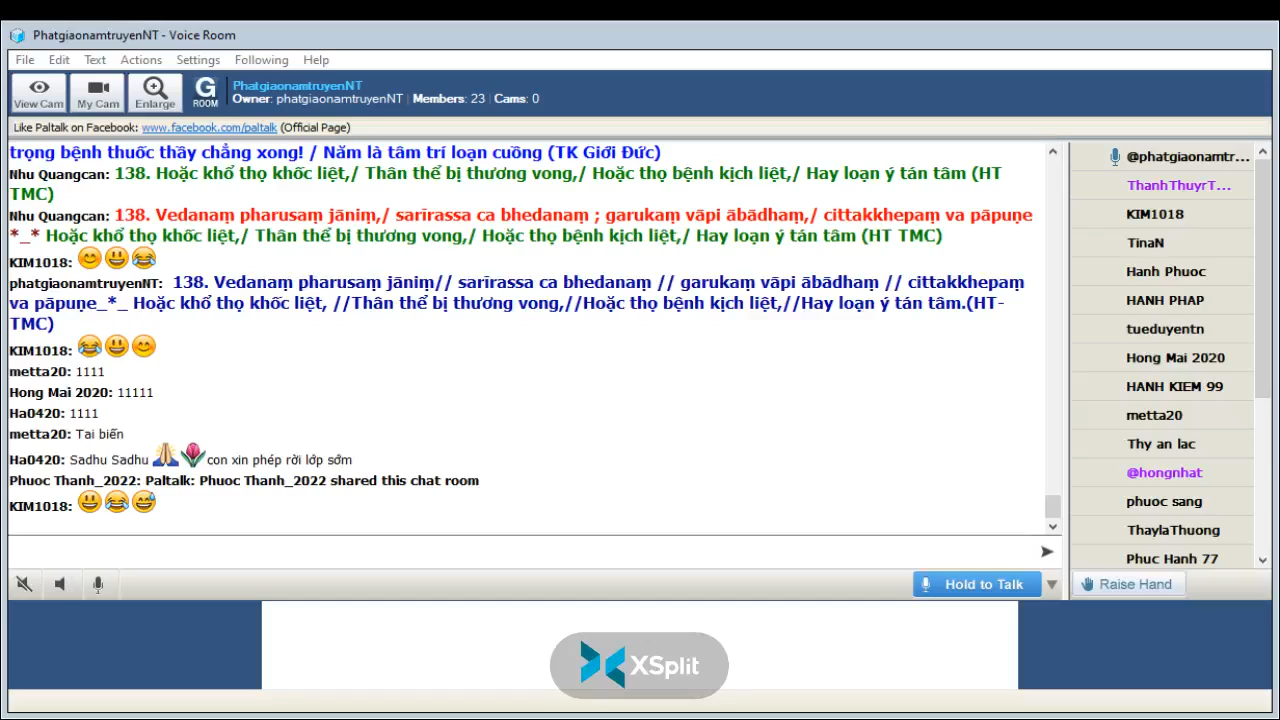 PhatgiaonamtruyenNT - Voice Room
File Edit Text Actions Settings Following Help
View Cam My Cam Enlarge G ROOM
PhatgiaonamtruyenNT
Owner: phatgiaonamtruyenNT | Members: 23 | Cams: 0
Like Paltalk on Facebook: www.facebook.com/paltalk (Official Page)
trọng bệnh thuốc thầy chẳng xong! / Năm là tâm trí loạn cuồng (TK Giới Đức)
Nhu Quangcan: 138. Hoặc khổ thọ khốc liệt,/ Thân thể bị thương vong,/ Hoặc thọ bệnh kịch liệt,/ Hay loạn ý tán tâm (HT
TMC)
Nhu Quangcan: 138. Vedanaṃ pharusaṃ jāniṃ,/ sarīrassa ca bhedanaṃ ; garukaṃ vāpi ābādhaṃ,/ cittakkhepaṃ va pāpuṇe
*_* Hoặc khổ thọ khốc liệt,/ Thân thể bị thương vong,/ Hoặc thọ bệnh kịch liệt,/ Hay loạn ý tán tâm (HT TMC)
KIM1018:
phatgiaonamtruyenNT: 138. Vedanaṃ pharusaṃ jāniṃ// sarīrassa ca bhedanaṃ // garukaṃ vāpi ābādhaṃ // cittakkhepaṃ
va pāpuṇe_*_ Hoặc khổ thọ khốc liệt, //Thân thể bị thương vong,//Hoặc thọ bệnh kịch liệt,//Hay loạn ý tán tâm.(HT-
TMC)
KIM1018:
metta20: 1111
Hong Mai 2020: 11111
Ha0420: 1111
metta20: Tai biến
Ha0420: Sadhu Sadhu con xin phép rời lớp sớm
Phuoc Thanh_2022: Paltalk: Phuoc Thanh_2022 shared this chat room
KIM1018:
@phatgiaonamtr...
ThanhThuyrT...
KIM1018
TinaN
Hanh Phuoc
HANH PHAP
tueduyentn
Hong Mai 2020
HANH KIEM 99
metta20
Thy an lac
@hongnhat
phuoc sang
ThaylaThuong
Phuc Hanh 77
Hold to Talk
Raise Hand
XSplit